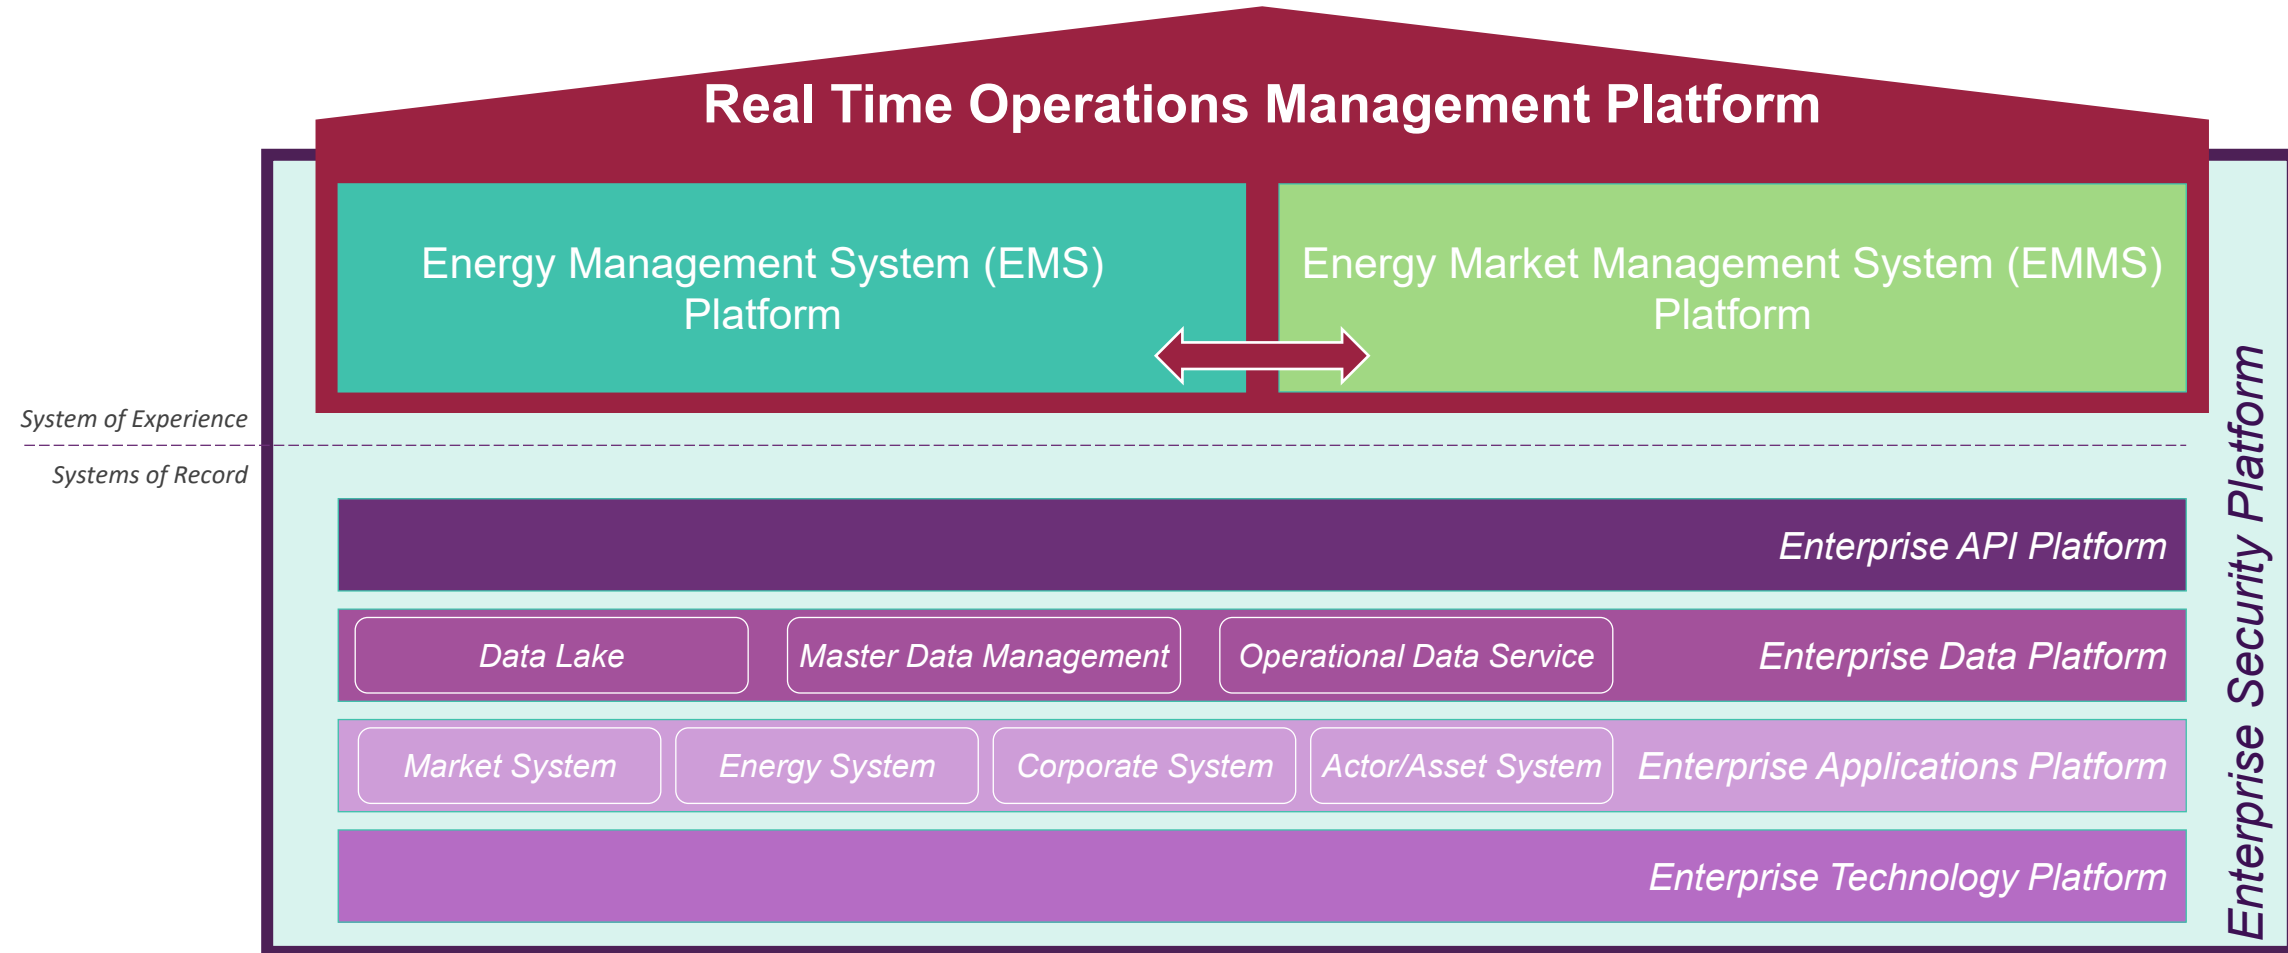 Real Time Operations Management Platform
Energy Management System (EMS)
Platform
Energy Market Management System (EMMS)
Platform
System of Experience
Systems of Record
Enterprise API Platform
Data Lake
Master Data Management
Operational Data Service
Enterprise Data Platform
Market System
Energy System
Corporate System
Actor/Asset System
Enterprise Applications Platform
Enterprise Technology Platform
Enterprise Security Platform